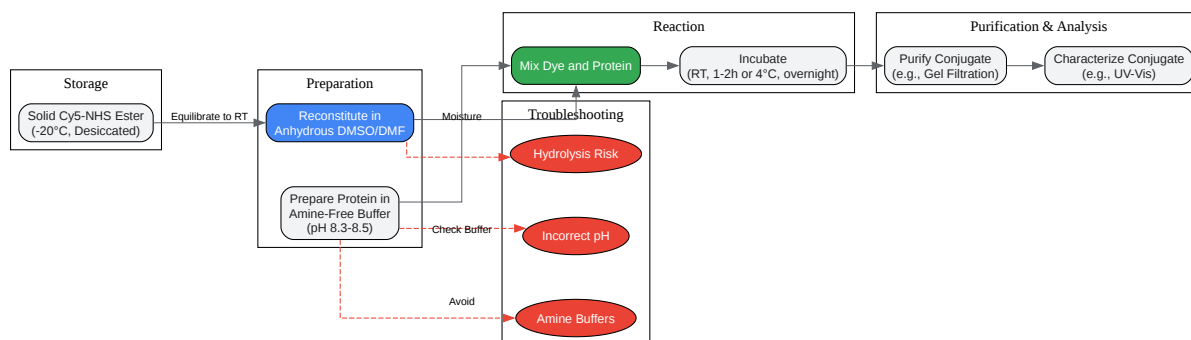 Storage
Solid Cy5-NHS Ester
(-20°C, Desiccated)
Equilibrate to RT
Preparation
Reconstitute in
Anhydrous DMSO/DMF
Prepare Protein in
Amine-Free Buffer
(pH 8.3-8.5)
Moisture
Check Buffer
Avoid
Reaction
Mix Dye and Protein
Incubate
(RT, 1-2h or 4°C, overnight)
Troubleshooting
Hydrolysis Risk
Incorrect pH
Amine Buffers
Purification & Analysis
Purify Conjugate
(e.g., Gel Filtration)
Characterize Conjugate
(e.g., UV-Vis)